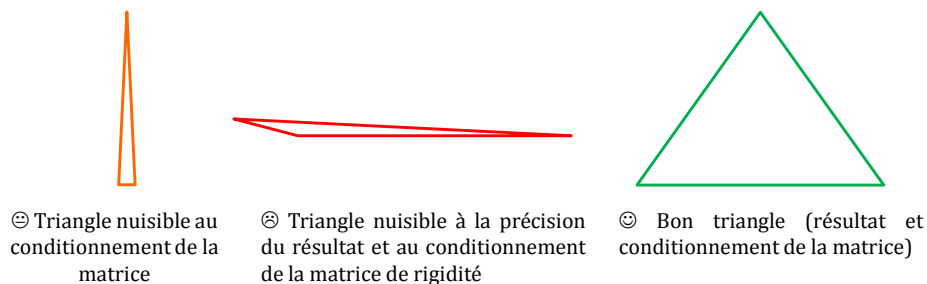 😐 Triangle nuisible au
conditionnement de la
matrice
☹ Triangle nuisible à la précision
du résultat et au conditionnement
de la matrice de rigidité
☺ Bon triangle (résultat et
conditionnement de la matrice)